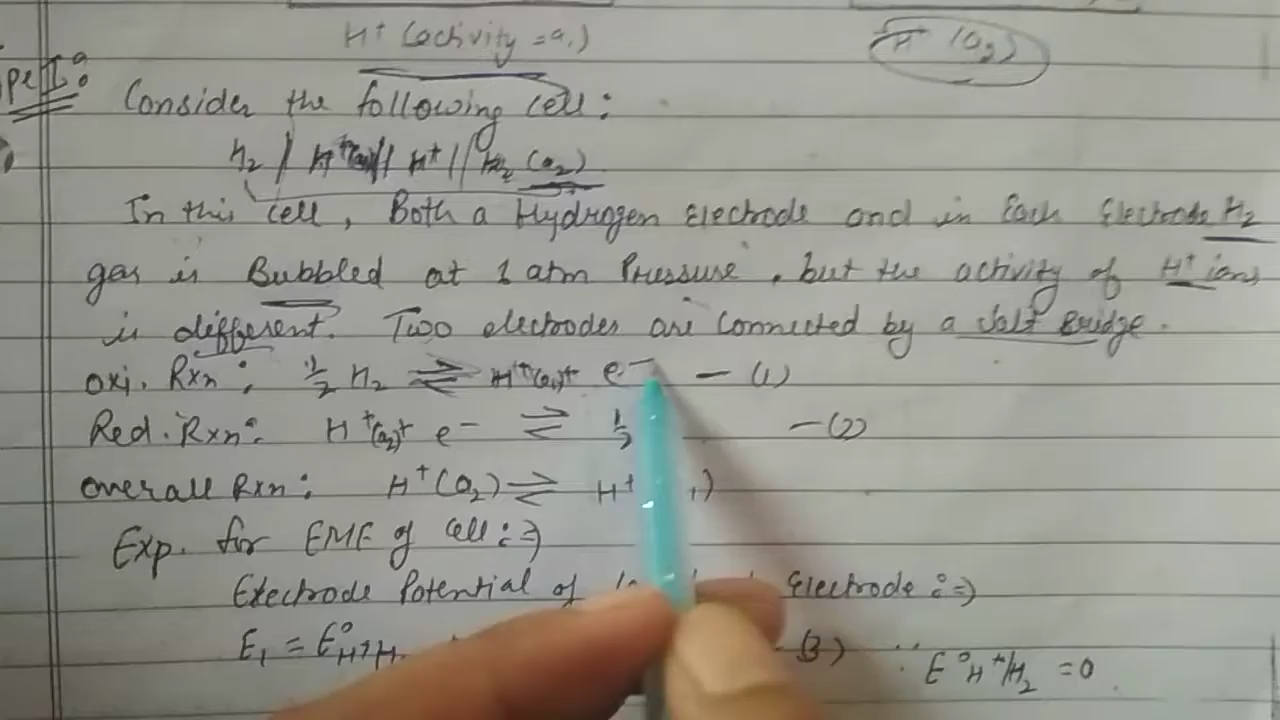 H⁺ (activity = a₁)
H⁺ (a₂)
Consider the following cell :
H₂ / H⁺ // H⁺ // H₂ (a₂)
In this cell, Both a Hydrogen Electrode and in Each Electrode H₂
gas is Bubbled at 1 atm Pressure, but the activity of H⁺ ions
is different. Two electrodes are connected by a Salt Bridge.
Oxi. Rxn : ½ H₂ ⇌ H⁺(a₁) + e⁻ — (1)
Red. Rxn : H⁺(a₂) + e⁻ ⇌ ½ — (2)
Overall Rxn : H⁺(a₂) ⇌ H⁺ ₁)
Exp. for EMF of Cell :⇒
Electrode Potential of Electrode :⇒
E₁ = E°H⁺/H - (3) ∵ E°H⁺/H₂ = 0